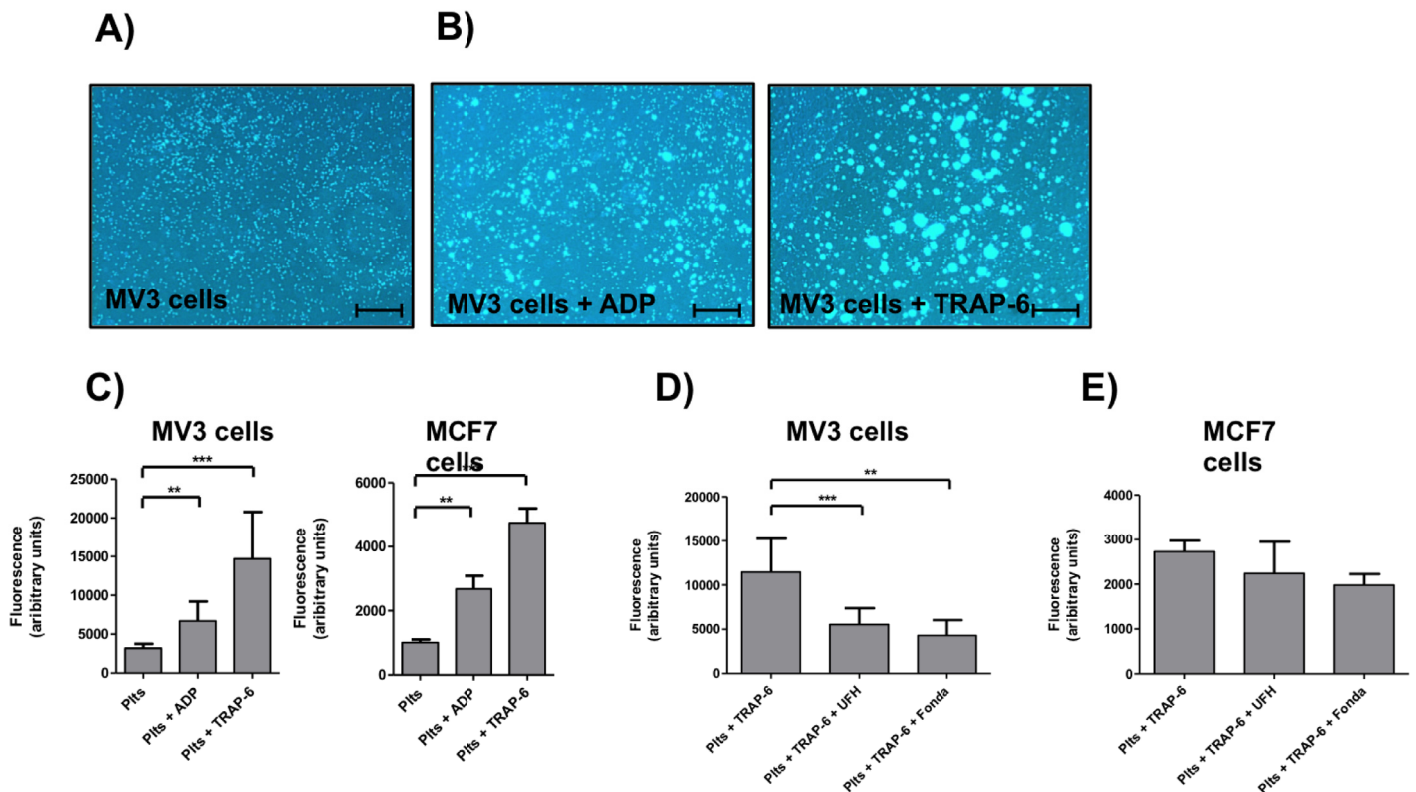 A)
B)
MV3 cells
MV3 cells + ADP
MV3 cells + TRAP-6
C)
MV3 cells
Fluorescence
(aribitrary units)
25000
20000
15000
10000
5000
0
***
**
Plts
Plts + ADP
Plts + TRAP-6
MCF7
cells
Fluorescence
(aribitrary units)
6000
4000
2000
0
***
**
Plts
Plts + ADP
Plts + TRAP-6
D)
MV3 cells
Fluorescence
(aribitrary units)
20000
15000
10000
5000
0
**
***
Plts + TRAP-6
Plts + TRAP-6 + UFH
Plts + TRAP-6 + Fonda
E)
MCF7
cells
Fluorescence
(aribitrary units)
4000
3000
2000
1000
0
Plts + TRAP-6
Plts + TRAP-6 + UFH
Plts + TRAP-6 + Fonda